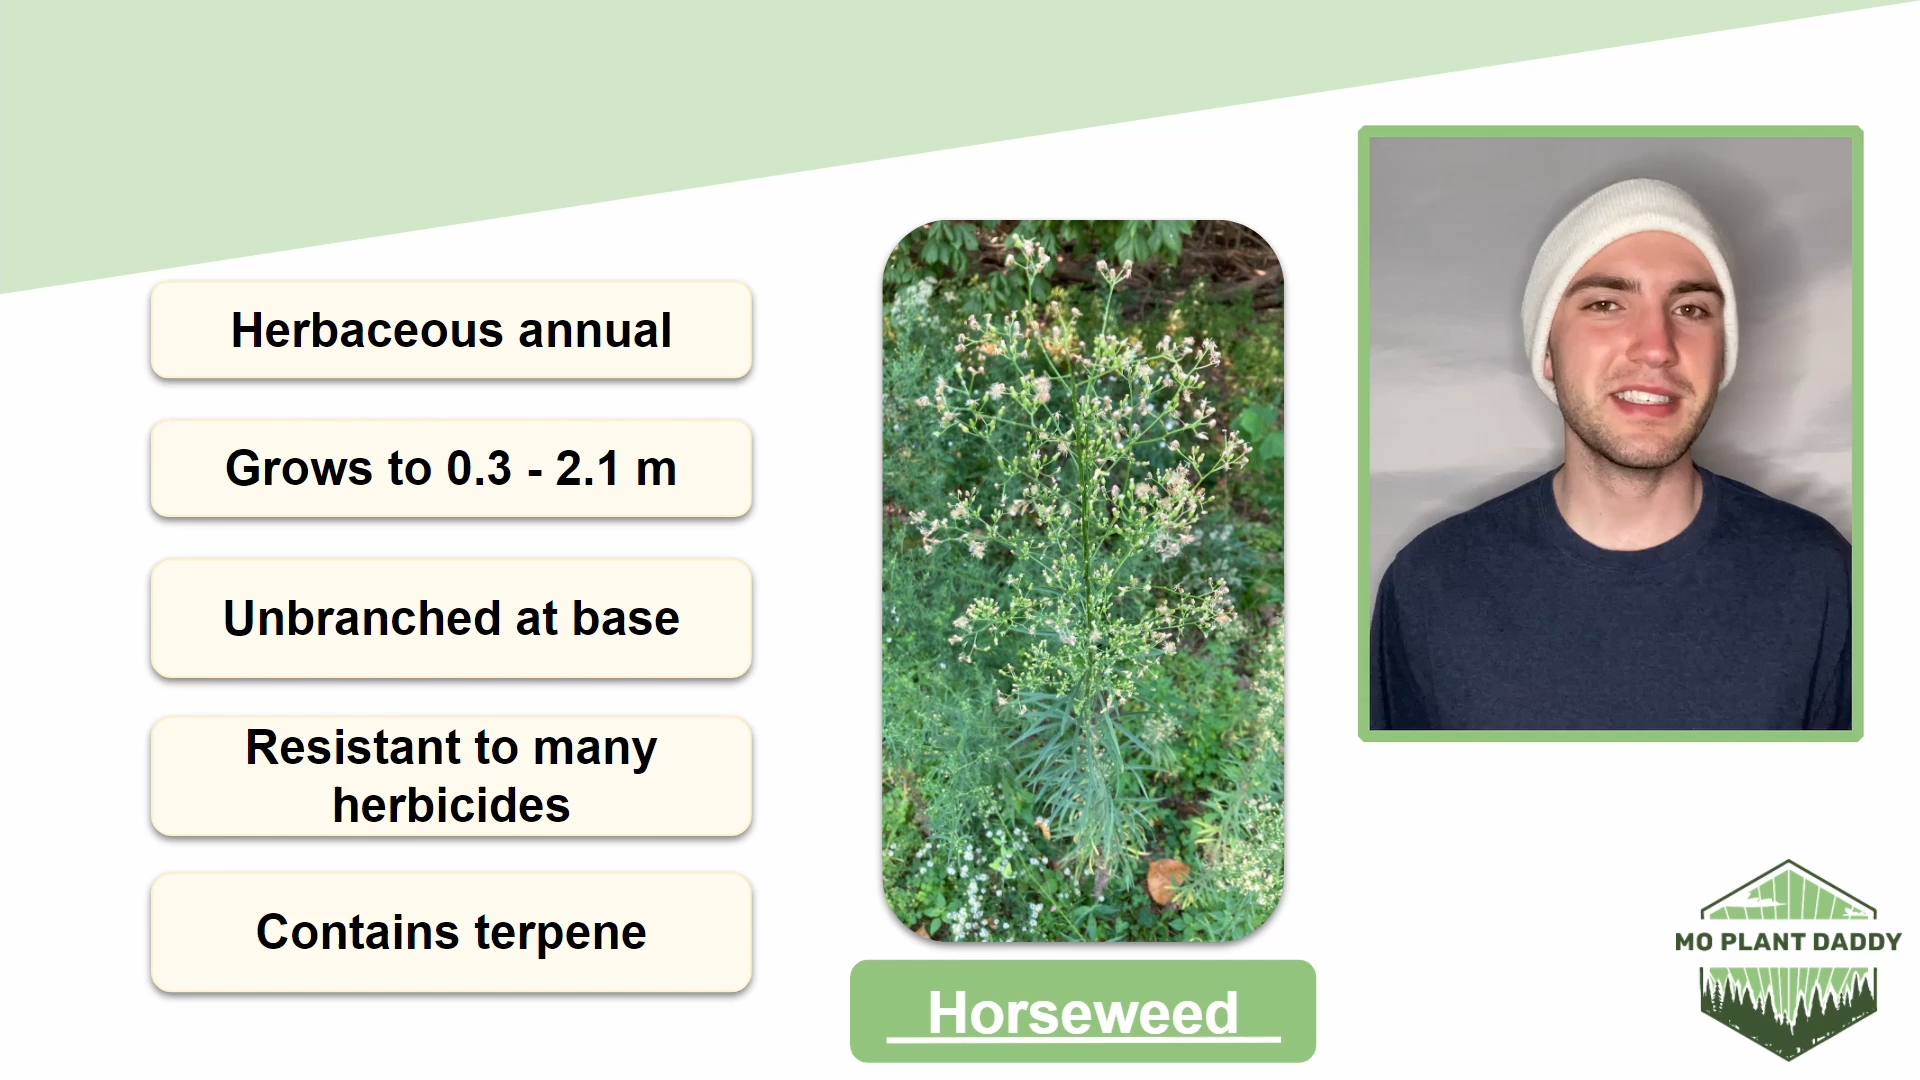 Herbaceous annual
Grows to 0.3 - 2.1 m
Unbranched at base
Resistant to many
herbicides
Contains terpene
Horseweed
MO PLANT DADDY